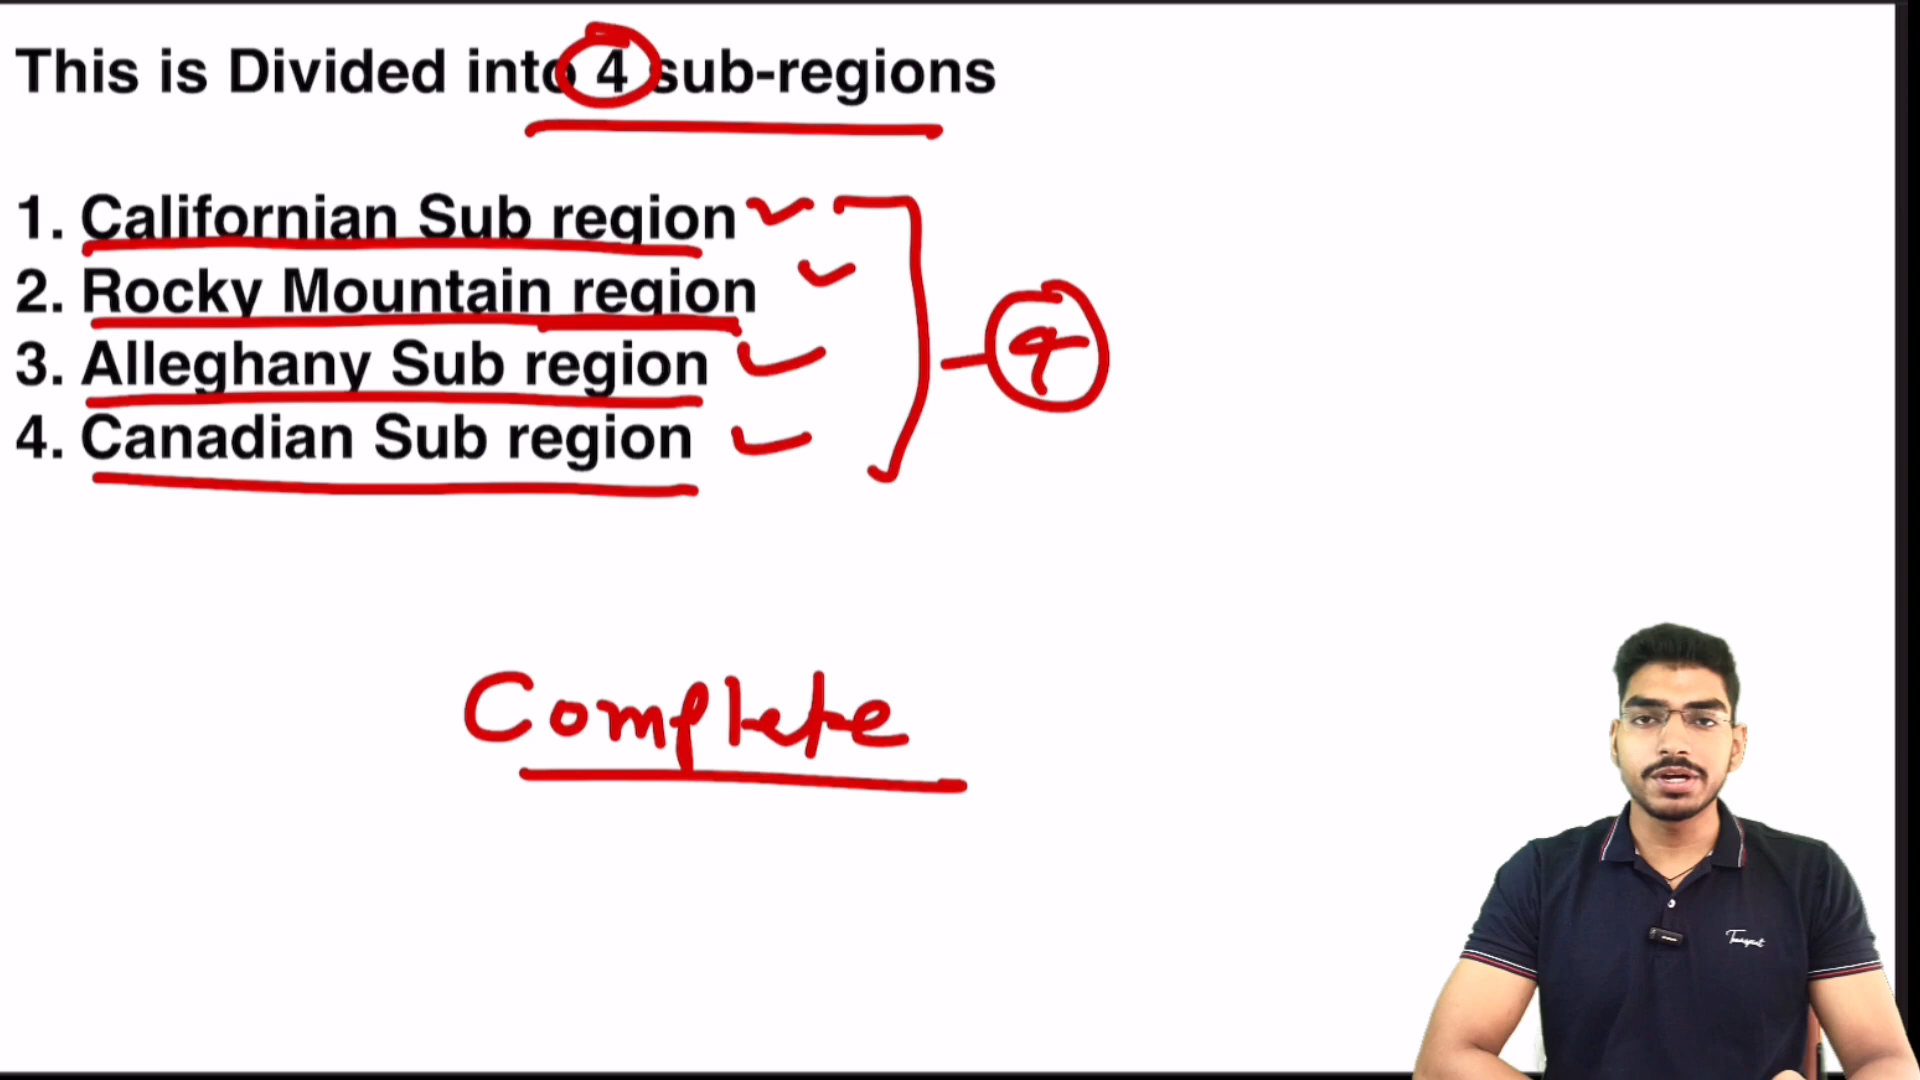 This is Divided into 4 sub-regions
1. Californian Sub region
2. Rocky Mountain region
3. Alleghany Sub region
4. Canadian Sub region
4
Complete